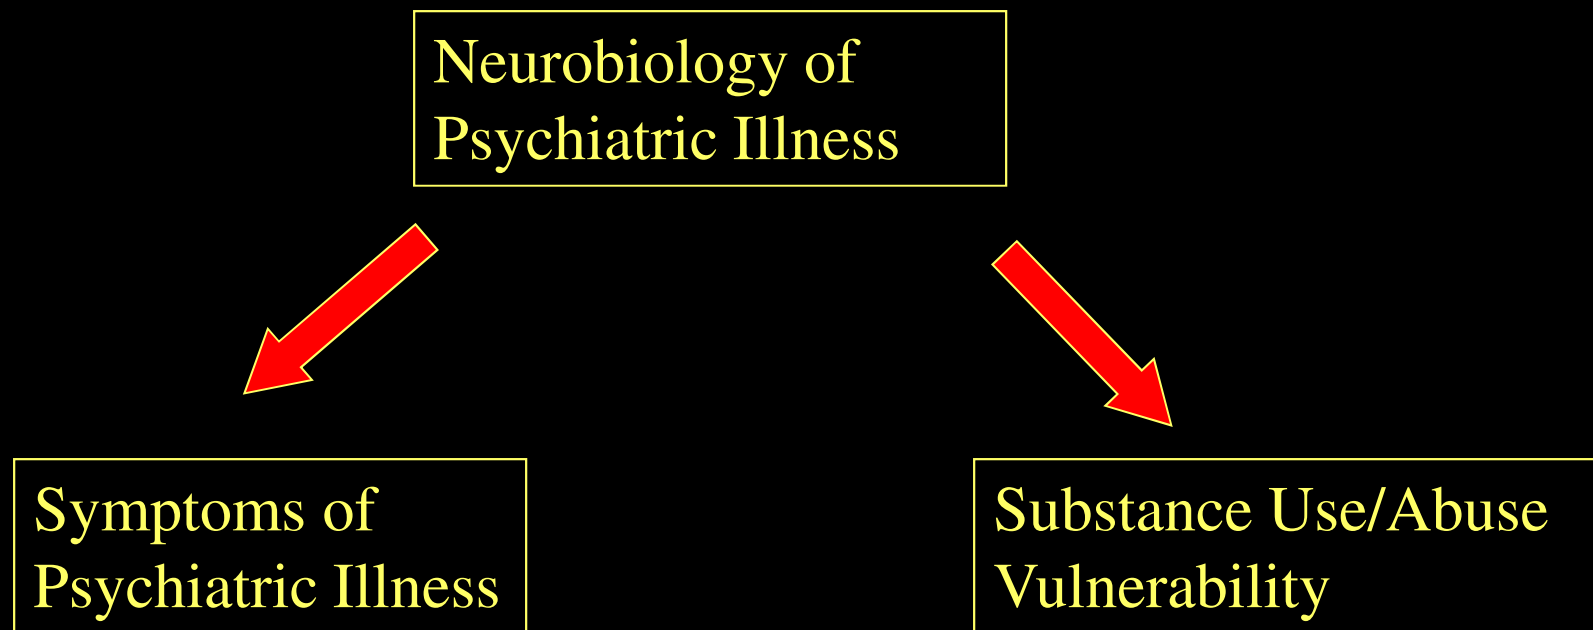 Neurobiology of
Psychiatric Illness
Symptoms of
Psychiatric Illness
Substance Use/Abuse
Vulnerability